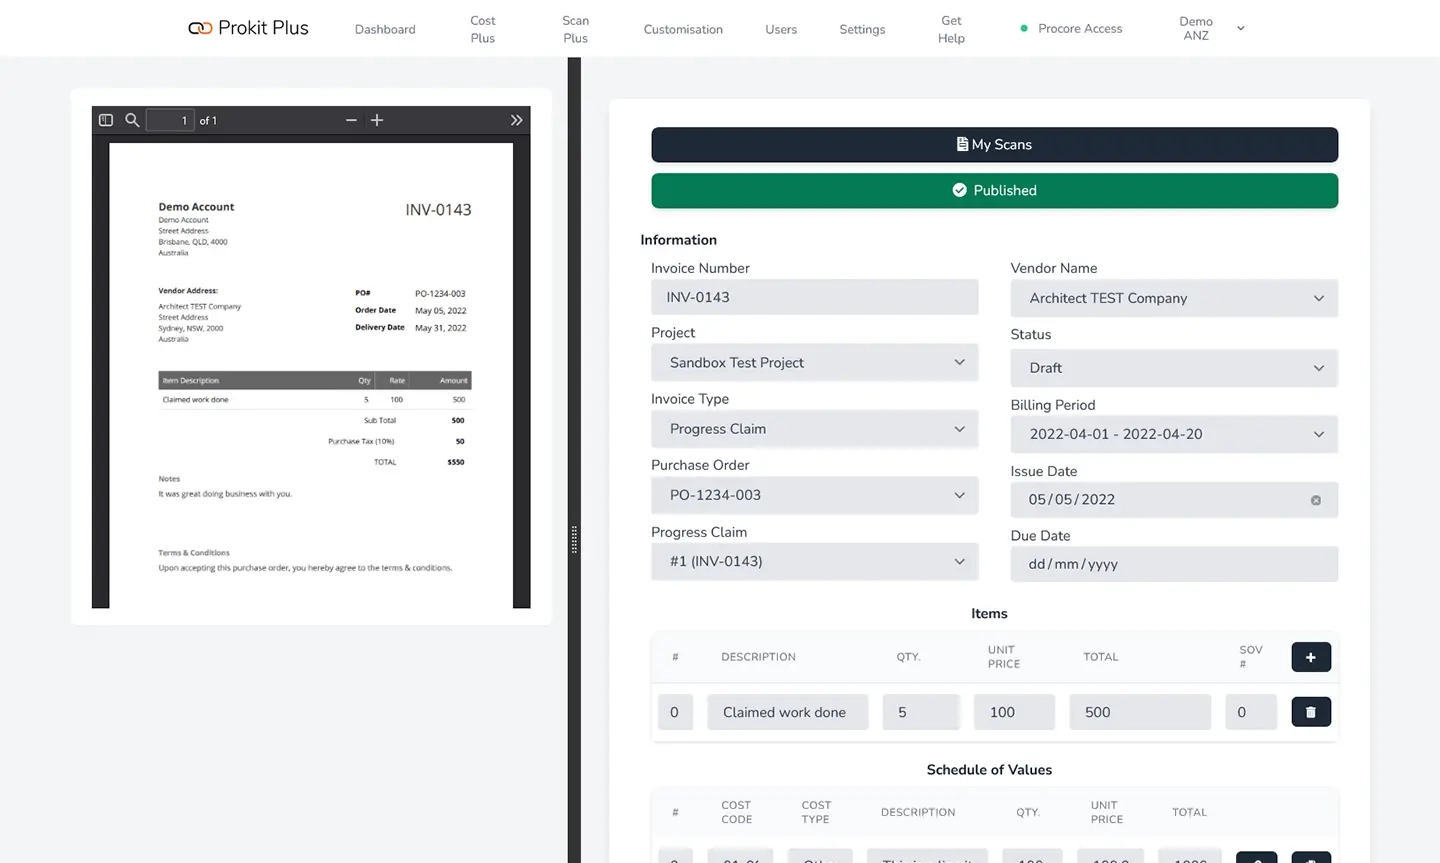 Prokit Plus
Dashboard
Cost Plus
Scan Plus
Customisation
Users
Settings
Get Help
Procore Access
Demo ANZ
1 of 1
Demo Account
INV-0143
Demo Account
Street Address
Brisbane, QLD, 4000
Australia
Vendor Address:
Architect TEST Company
Street Address
Sydney, NSW, 2000
Australia
PO# PO-1234-003
Order Date May 05, 2022
Delivery Date May 31, 2022
Item Description Qty Rate Amount
Claimed work done 5 100 500
Sub Total 500
Purchase Tax (10%) 50
TOTAL $550
Notes
It was great doing business with you.
Terms & Conditions
Upon accepting this purchase order, you hereby agree to the terms & conditions.
My Scans
Published
Information
Invoice Number
INV-0143
Vendor Name
Architect TEST Company
Project
Sandbox Test Project
Status
Draft
Invoice Type
Progress Claim
Billing Period
2022-04-01 - 2022-04-20
Purchase Order
PO-1234-003
Issue Date
05/05/2022
Progress Claim
#1 (INV-0143)
Due Date
dd/mm/yyyy
Items
# DESCRIPTION QTY. UNIT PRICE TOTAL SOV #
0 Claimed work done 5 100 500 0
Schedule of Values
# COST CODE COST TYPE DESCRIPTION QTY. UNIT PRICE TOTAL